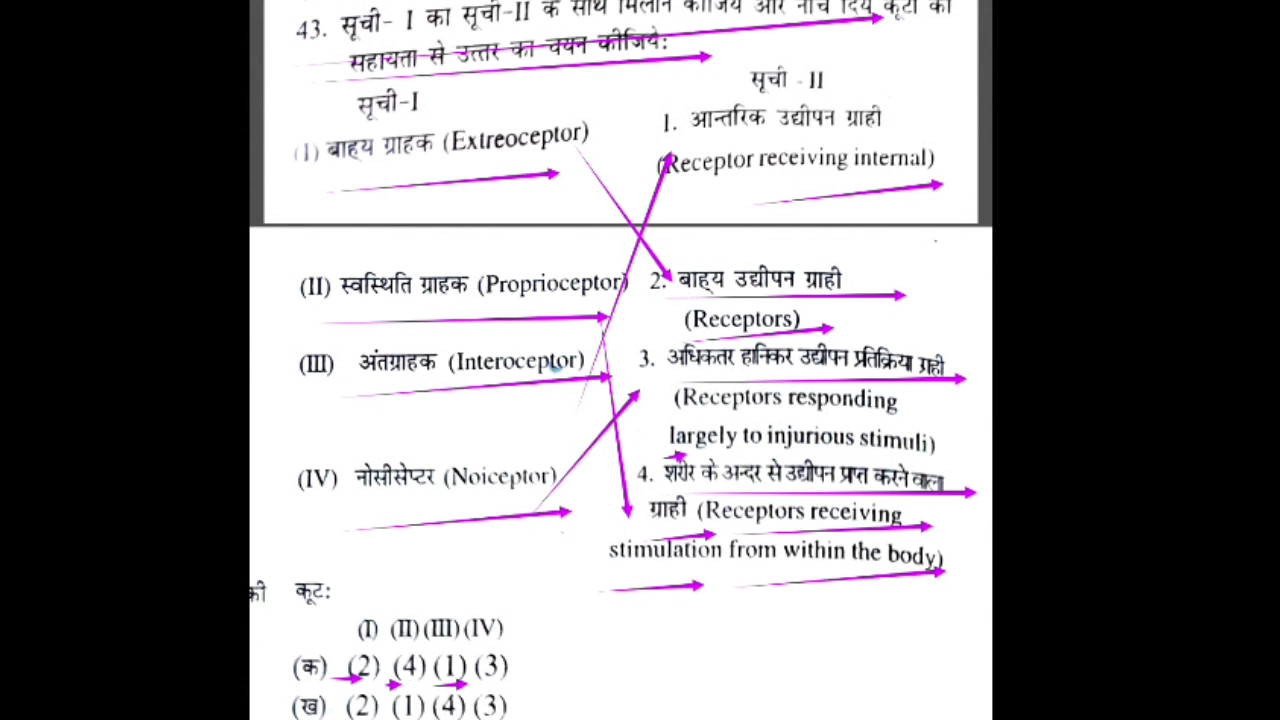 43. सूची- I का सूची-II के साथ मिलान कीजिये और नीचे दिये कूटों की
सहायता से उत्तर का चयन कीजिये:
सूची-I
सूची - II
(I) बाह्य ग्राहक (Extreoceptor)
1. आन्तरिक उद्यीपन ग्राही
(Receptor receiving internal)
(II) स्वस्थिति ग्राहक (Proprioceptor)
2. बाह्य उद्यीपन ग्राही
(Receptors)
(III) अंतग्राहक (Interoceptor)
3. अधिकतर हानिकर उद्यीपन प्रतिक्रिया ग्राही
(Receptors responding
largely to injurious stimuli)
(IV) नोसीसेप्टर (Noiceptor)
4. शरीर के अन्दर से उद्यीपन प्राप्त करने वाला
ग्राही (Receptors receiving
stimulation from within the body)
की कूट:
(I) (II) (III) (IV)
(क) (2) (4) (1) (3)
(ख) (2) (1) (4) (3)